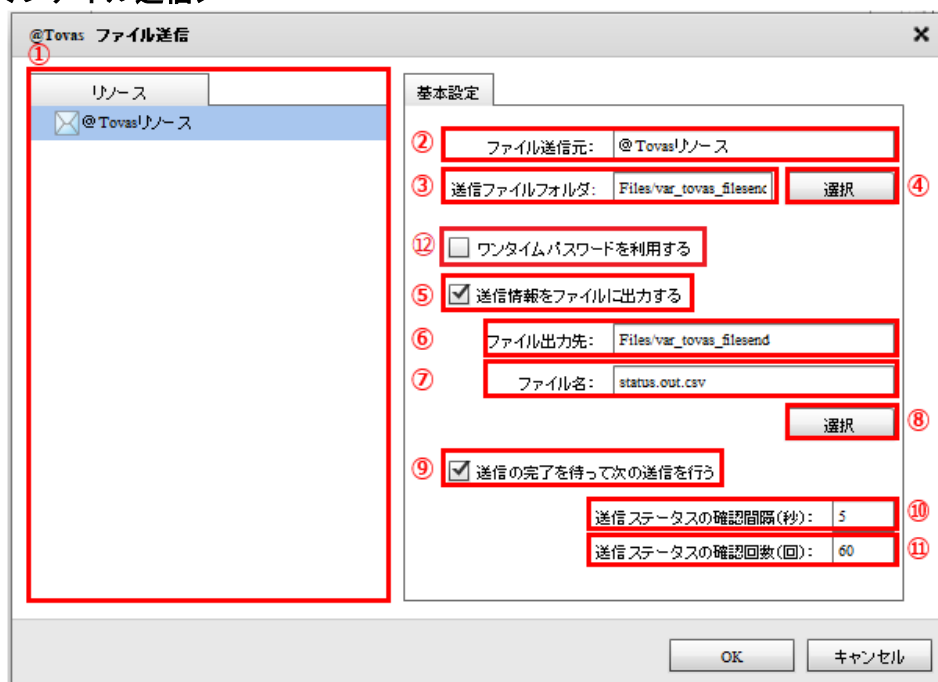 @Tovas ファイル送信
①
リソース
@Tovasリソース
基本設定
② ファイル送信元: @Tovasリソース
③ 送信ファイルフォルダ: Files/var_tovas_filesenc 選択 ④
⑫ ワンタイムパスワードを利用する
⑤ 送信情報をファイルに出力する
⑥ ファイル出力先: Files/var_tovas_filesend
⑦ ファイル名: status.out.csv
選択 ⑧
⑨ 送信の完了を待って次の送信を行う
送信ステータスの確認間隔(秒): 5 ⑩
送信ステータスの確認回数(回): 60 ⑪
OK キャンセル